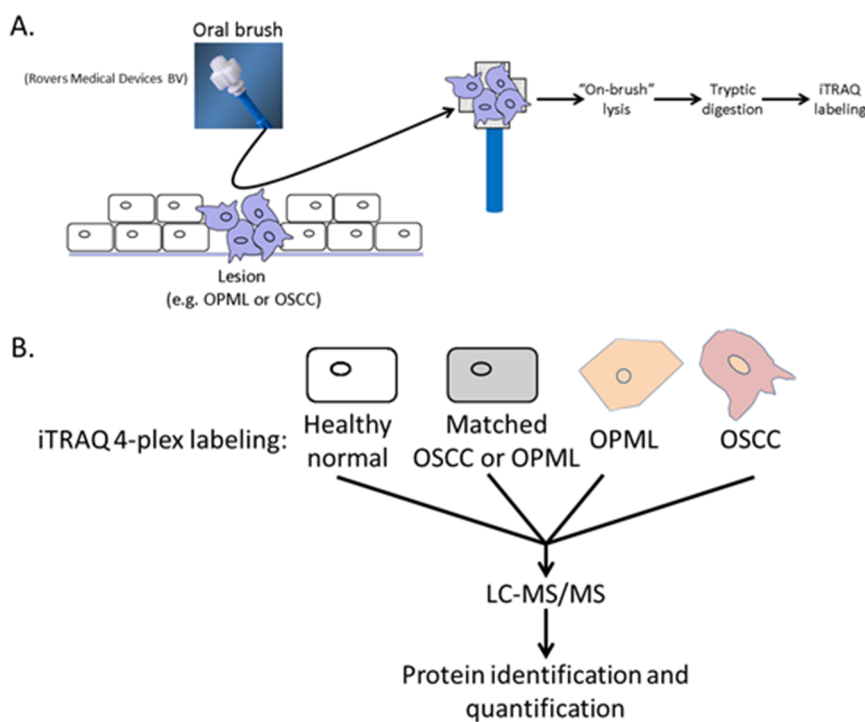 A.
Oral brush
(Rovers Medical Devices BV)
"On-brush"
lysis
Tryptic
digestion
iTRAQ
labeling
Lesion
(e.g. OPML or OSCC)
B.
iTRAQ 4-plex labeling:
Healthy
normal
Matched
OSCC or OPML
OPML
OSCC
LC-MS/MS
Protein identification and
quantification